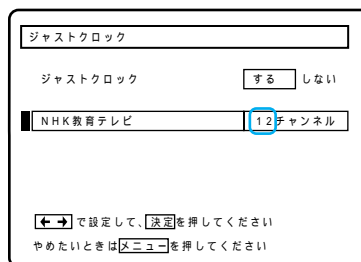 ジャストクロック
ジャストクロック する しない
NHK教育テレビ 12チャンネル
←→で設定して、決定を押してください
やめたいときはメニューを押してください